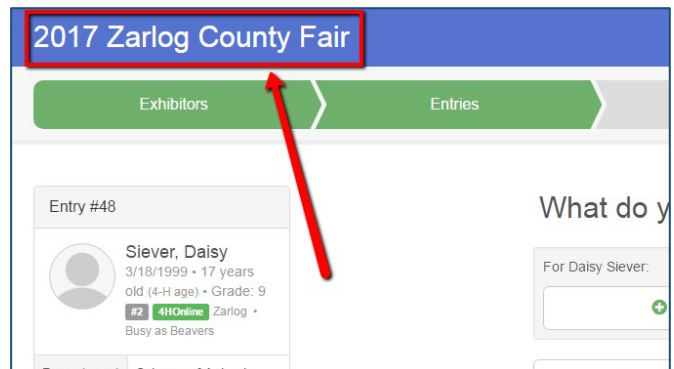 2017 Zarlog County Fair
Exhibitors
Entries
Entry #48
Siever, Daisy
3/18/1999 • 17 years
old (4-H age) • Grade: 9
#2 4HOnline Zarlog •
Busy as Beavers
What do y
For Daisy Siever: